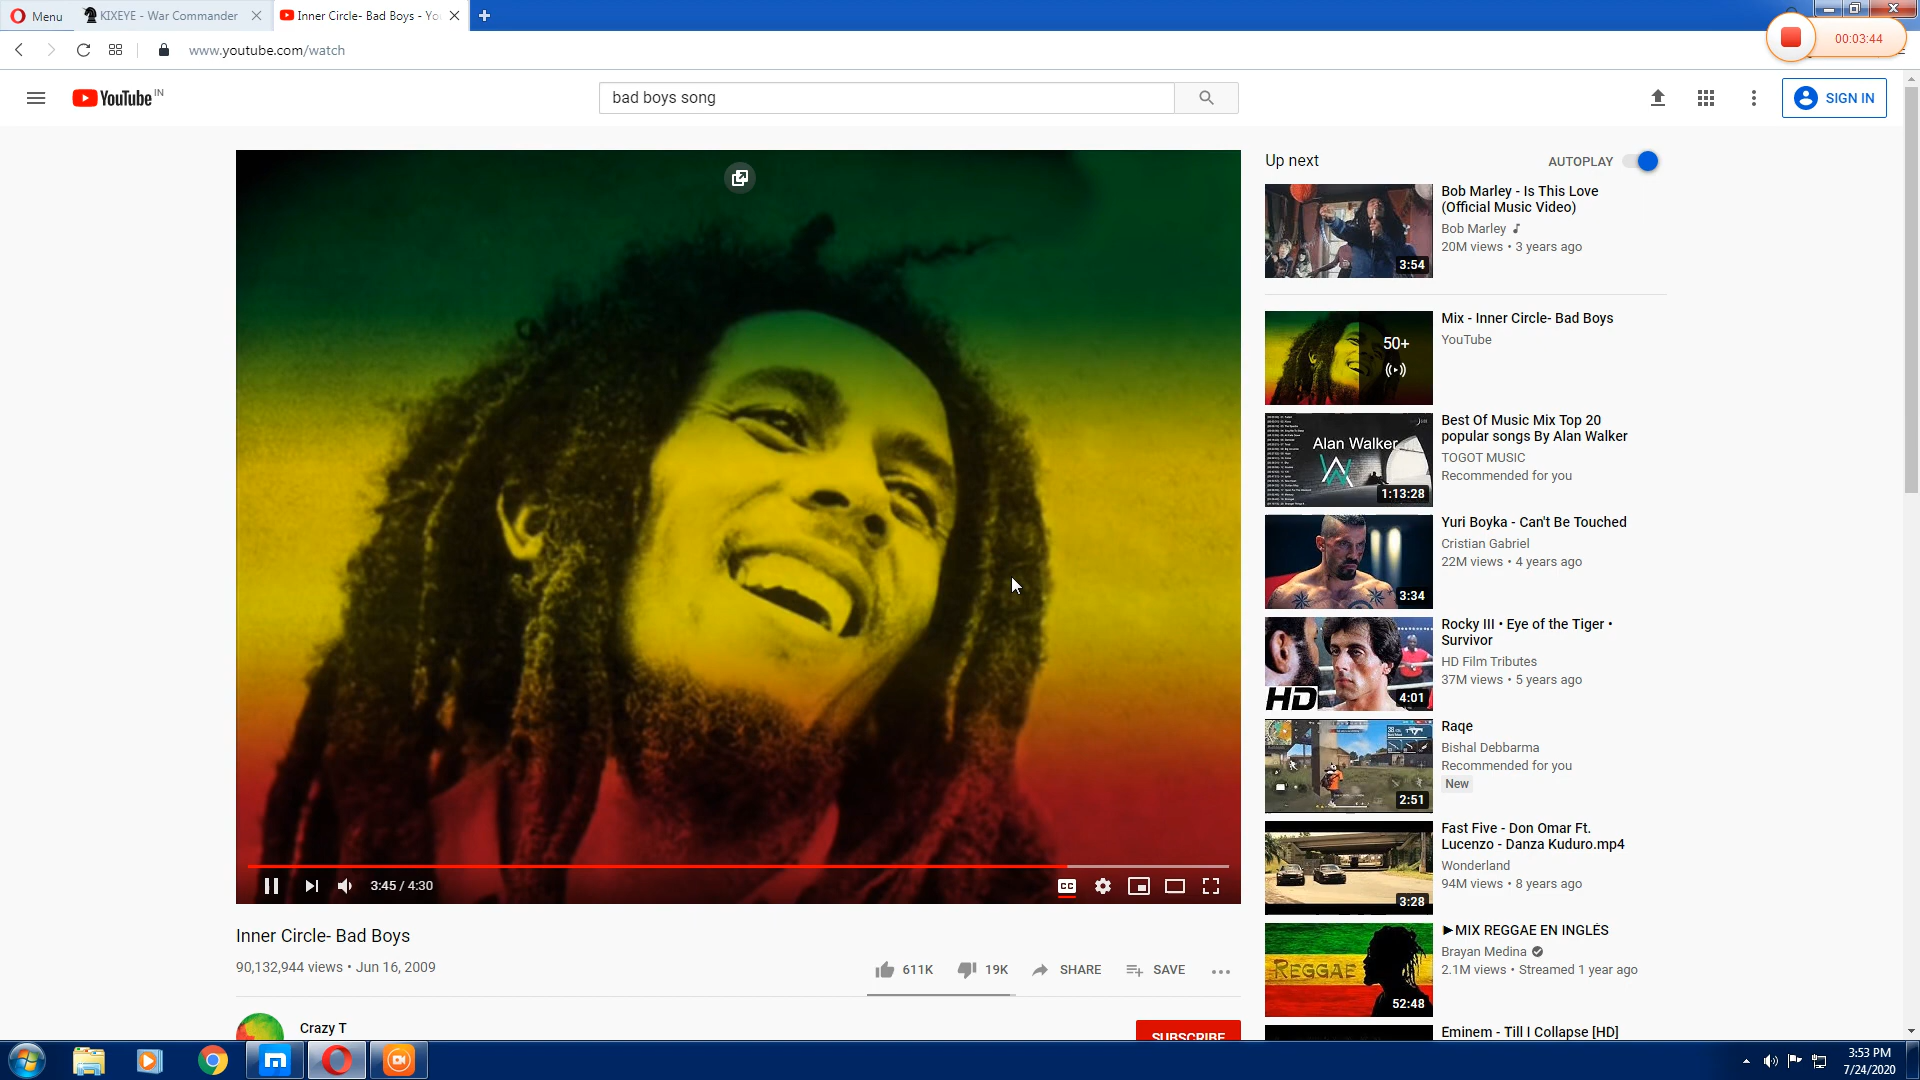 Menu
KIXEYE - War Commander
Inner Circle- Bad Boys - Yo
www.youtube.com/watch
00:03:44
YouTube IN
bad boys song
SIGN IN
Up next
AUTOPLAY
Bob Marley - Is This Love
(Official Music Video)
Bob Marley
20M views • 3 years ago
3:54
Mix - Inner Circle- Bad Boys
YouTube
50+
Best Of Music Mix Top 20
popular songs By Alan Walker
TOGOT MUSIC
Recommended for you
Alan Walker
1:13:28
Yuri Boyka - Can't Be Touched
Cristian Gabriel
22M views • 4 years ago
3:34
Rocky III • Eye of the Tiger •
Survivor
HD Film Tributes
37M views • 5 years ago
HD
4:01
Raqe
Bishal Debbarma
Recommended for you
New
2:51
Fast Five - Don Omar Ft.
Lucenzo - Danza Kuduro.mp4
Wonderland
94M views • 8 years ago
3:28
►MIX REGGAE EN INGLÉS
Brayan Medina
2.1M views • Streamed 1 year ago
REGGAE
52:48
Eminem - Till I Collapse [HD]
3:45 / 4:30
CC
Inner Circle- Bad Boys
90,132,944 views • Jun 16, 2009
611K
19K
SHARE
SAVE
Crazy T
SUBSCRIBE
3:53 PM
7/24/2020